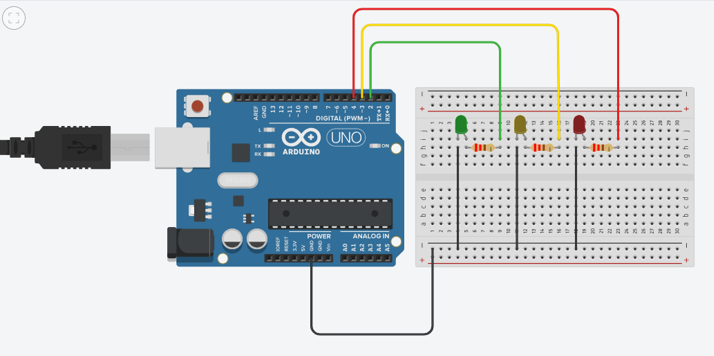 AREF
GND
13
12
~11
~10
~9
8
7
~6
~5
4
~3
2
TX→1
RX←0
DIGITAL (PWM~)
L
TX
RX
ARDUINO
UNO
ON
POWER
ANALOG IN
IOREF
RESET
3.3V
5V
GND
GND
Vin
A0
A1
A2
A3
A4
A5